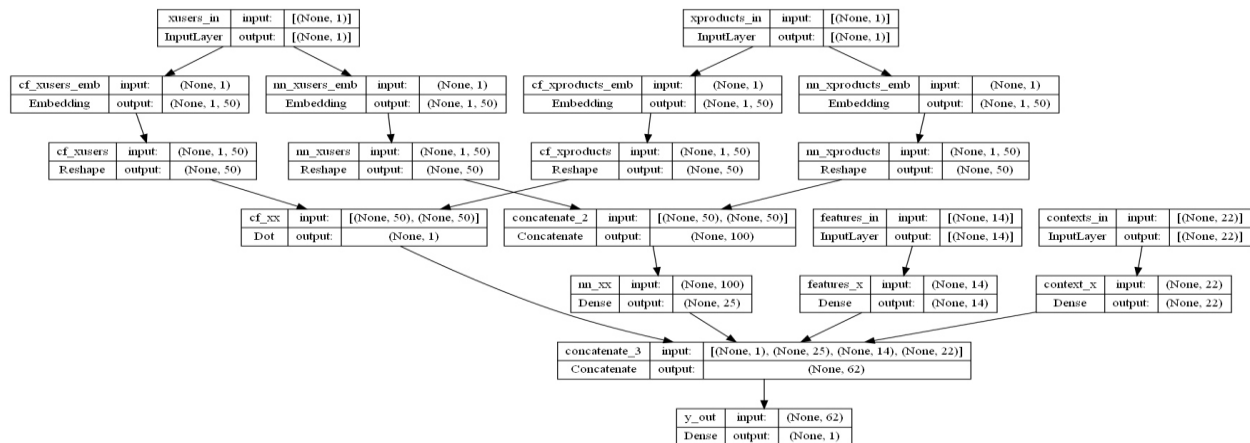 xusers_in input: [(None, 1)]
InputLayer output: [(None, 1)]
xproducts_in input: [(None, 1)]
InputLayer output: [(None, 1)]
cf_xusers_emb input: (None, 1)
Embedding output: (None, 1, 50)
nn_xusers_emb input: (None, 1)
Embedding output: (None, 1, 50)
cf_xproducts_emb input: (None, 1)
Embedding output: (None, 1, 50)
nn_xproducts_emb input: (None, 1)
Embedding output: (None, 1, 50)
cf_xusers input: (None, 1, 50)
Reshape output: (None, 50)
nn_xusers input: (None, 1, 50)
Reshape output: (None, 50)
cf_xproducts input: (None, 1, 50)
Reshape output: (None, 50)
nn_xproducts input: (None, 1, 50)
Reshape output: (None, 50)
cf_xx input: [(None, 50), (None, 50)]
Dot output: (None, 1)
concatenate_2 input: [(None, 50), (None, 50)]
Concatenate output: (None, 100)
features_in input: [(None, 14)]
InputLayer output: [(None, 14)]
contexts_in input: [(None, 22)]
InputLayer output: [(None, 22)]
nn_xx input: (None, 100)
Dense output: (None, 25)
features_x input: (None, 14)
Dense output: (None, 14)
context_x input: (None, 22)
Dense output: (None, 22)
concatenate_3 input: [(None, 1), (None, 25), (None, 14), (None, 22)]
Concatenate output: (None, 62)
y_out input: (None, 62)
Dense output: (None, 1)